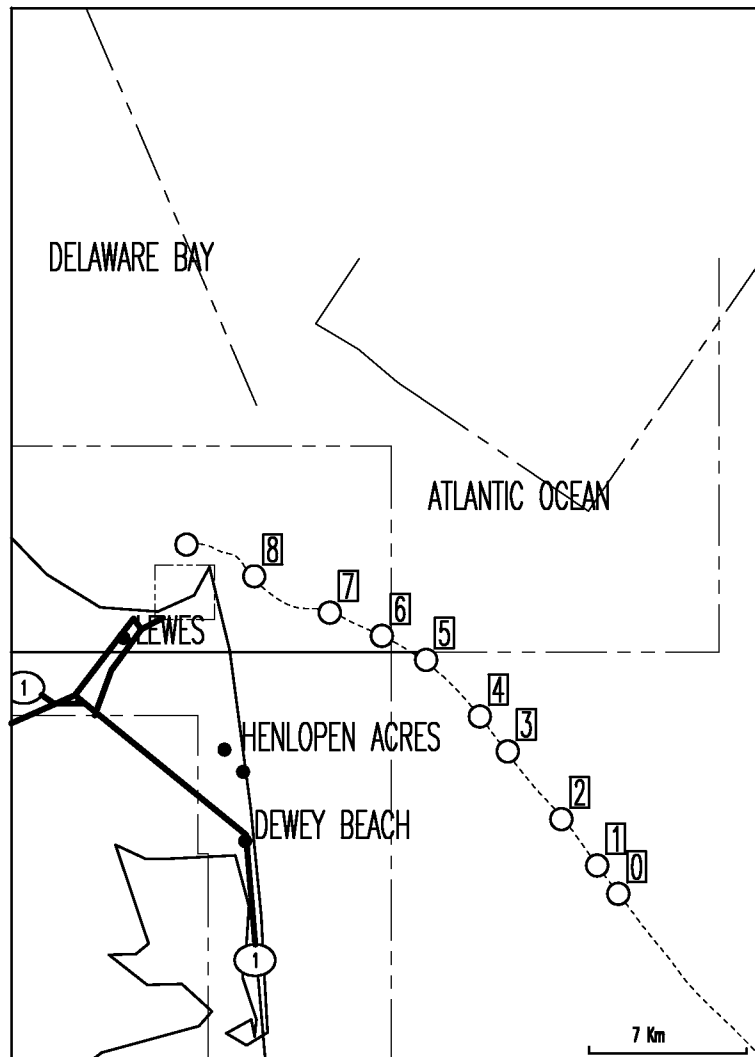 DELAWARE BAY
ATLANTIC OCEAN
8
7
6
LEWES
5
1
4
HENLOPEN ACRES
3
DEWEY BEACH
2
1
0
1
7 Km